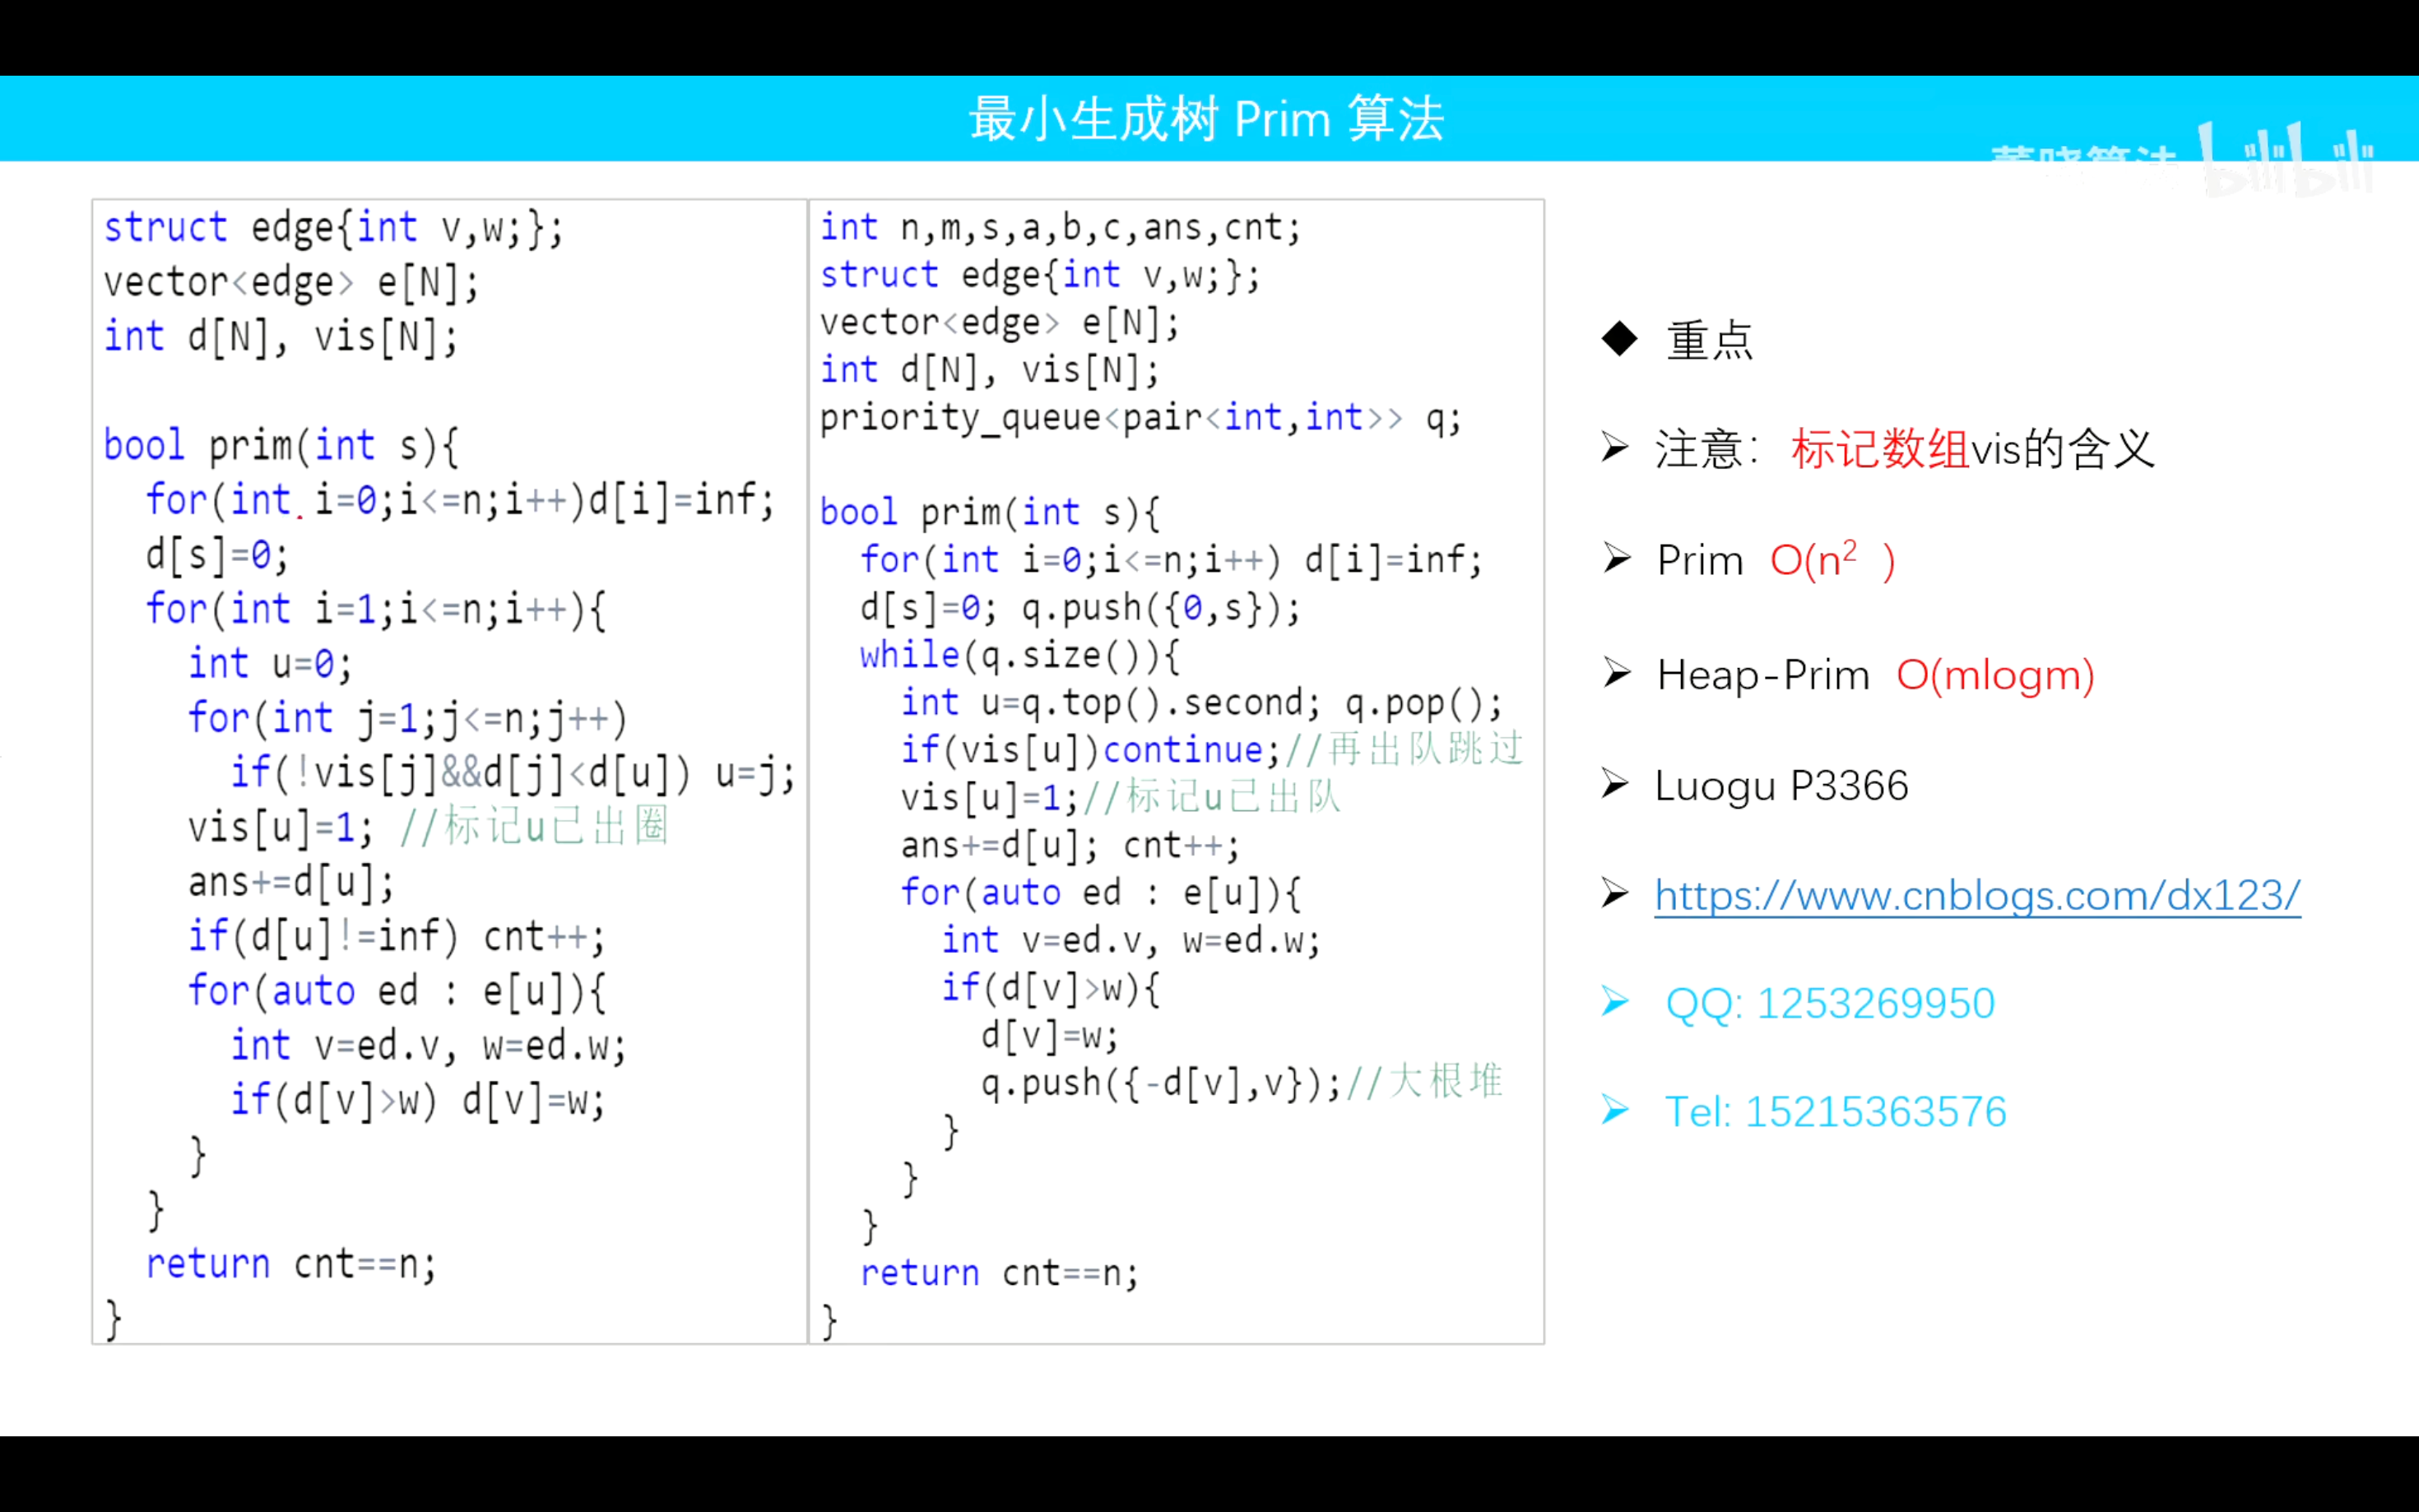 最小生成树 Prim 算法
bilibili
struct edge{int v,w;};
vector<edge> e[N];
int d[N], vis[N];
bool prim(int s){
for(int i=0;i<=n;i++)d[i]=inf;
d[s]=0;
for(int i=1;i<=n;i++){
int u=0;
for(int j=1;j<=n;j++)
if(!vis[j]&&d[j]<d[u]) u=j;
vis[u]=1; //标记u已出圈
ans+=d[u];
if(d[u]!=inf) cnt++;
for(auto ed : e[u]){
int v=ed.v, w=ed.w;
if(d[v]>w) d[v]=w;
}
}
return cnt==n;
}
int n,m,s,a,b,c,ans,cnt;
struct edge{int v,w;};
vector<edge> e[N];
int d[N], vis[N];
priority_queue<pair<int,int>> q;
bool prim(int s){
for(int i=0;i<=n;i++) d[i]=inf;
d[s]=0; q.push({0,s});
while(q.size()){
int u=q.top().second; q.pop();
if(vis[u])continue;//再出队跳过
vis[u]=1;//标记u已出队
ans+=d[u]; cnt++;
for(auto ed : e[u]){
int v=ed.v, w=ed.w;
if(d[v]>w){
d[v]=w;
q.push({-d[v],v});//大根堆
}
}
}
return cnt==n;
}
◆ 重点
➢ 注意：标记数组vis的含义
➢ Prim O(n² )
➢ Heap-Prim O(mlogm)
➢ Luogu P3366
➢ https://www.cnblogs.com/dx123/
➢ QQ: 1253269950
➢ Tel: 15215363576